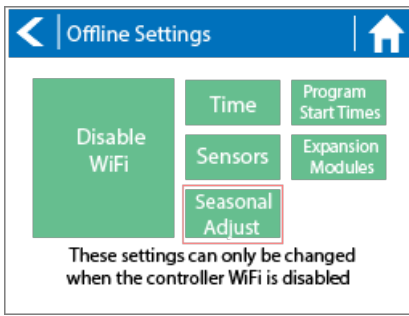 Offline Settings
Disable
WiFi
Time
Program
Start Times
Sensors
Expansion
Modules
Seasonal
Adjust
These settings can only be changed
when the controller WiFi is disabled